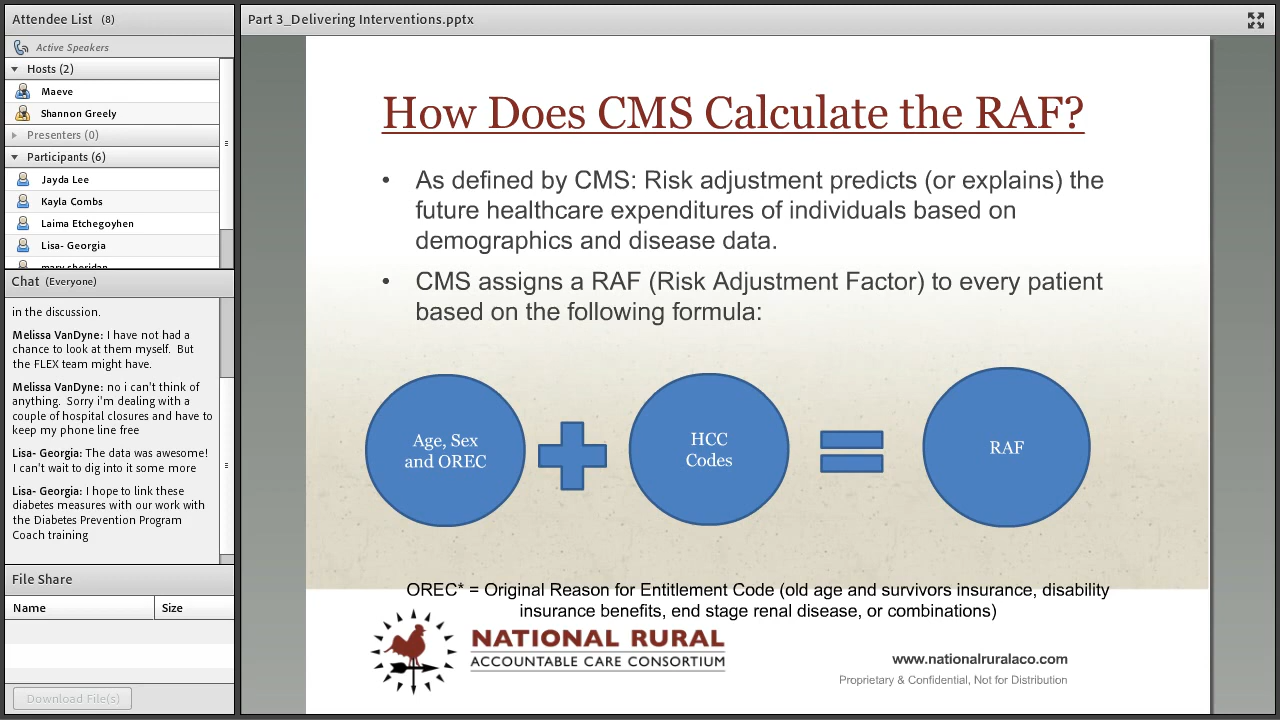 Attendee List (8)
Active Speakers
Hosts (2)
Maeve
Shannon Greely
Presenters (0)
Participants (6)
Jayda Lee
Kayla Combs
Laima Etchegoyhen
Lisa- Georgia
mary sheridan
Chat (Everyone)
in the discussion.
Melissa VanDyne: I have not had a
chance to look at them myself. But
the FLEX team might have.
Melissa VanDyne: no i can't think of
anything. Sorry i'm dealing with a
couple of hospital closures and have to
keep my phone line free
Lisa- Georgia: The data was awesome!
I can't wait to dig into it some more
Lisa- Georgia: I hope to link these
diabetes measures with our work with
the Diabetes Prevention Program
Coach training
File Share
Name Size
Download File(s)
Part 3_Delivering Interventions.pptx
How Does CMS Calculate the RAF?
• As defined by CMS: Risk adjustment predicts (or explains) the
future healthcare expenditures of individuals based on
demographics and disease data.
• CMS assigns a RAF (Risk Adjustment Factor) to every patient
based on the following formula:
Age, Sex
and OREC
HCC
Codes
RAF
OREC* = Original Reason for Entitlement Code (old age and survivors insurance, disability
insurance benefits, end stage renal disease, or combinations)
NATIONAL RURAL
ACCOUNTABLE CARE CONSORTIUM
www.nationalruralaco.com
Proprietary & Confidential, Not for Distribution